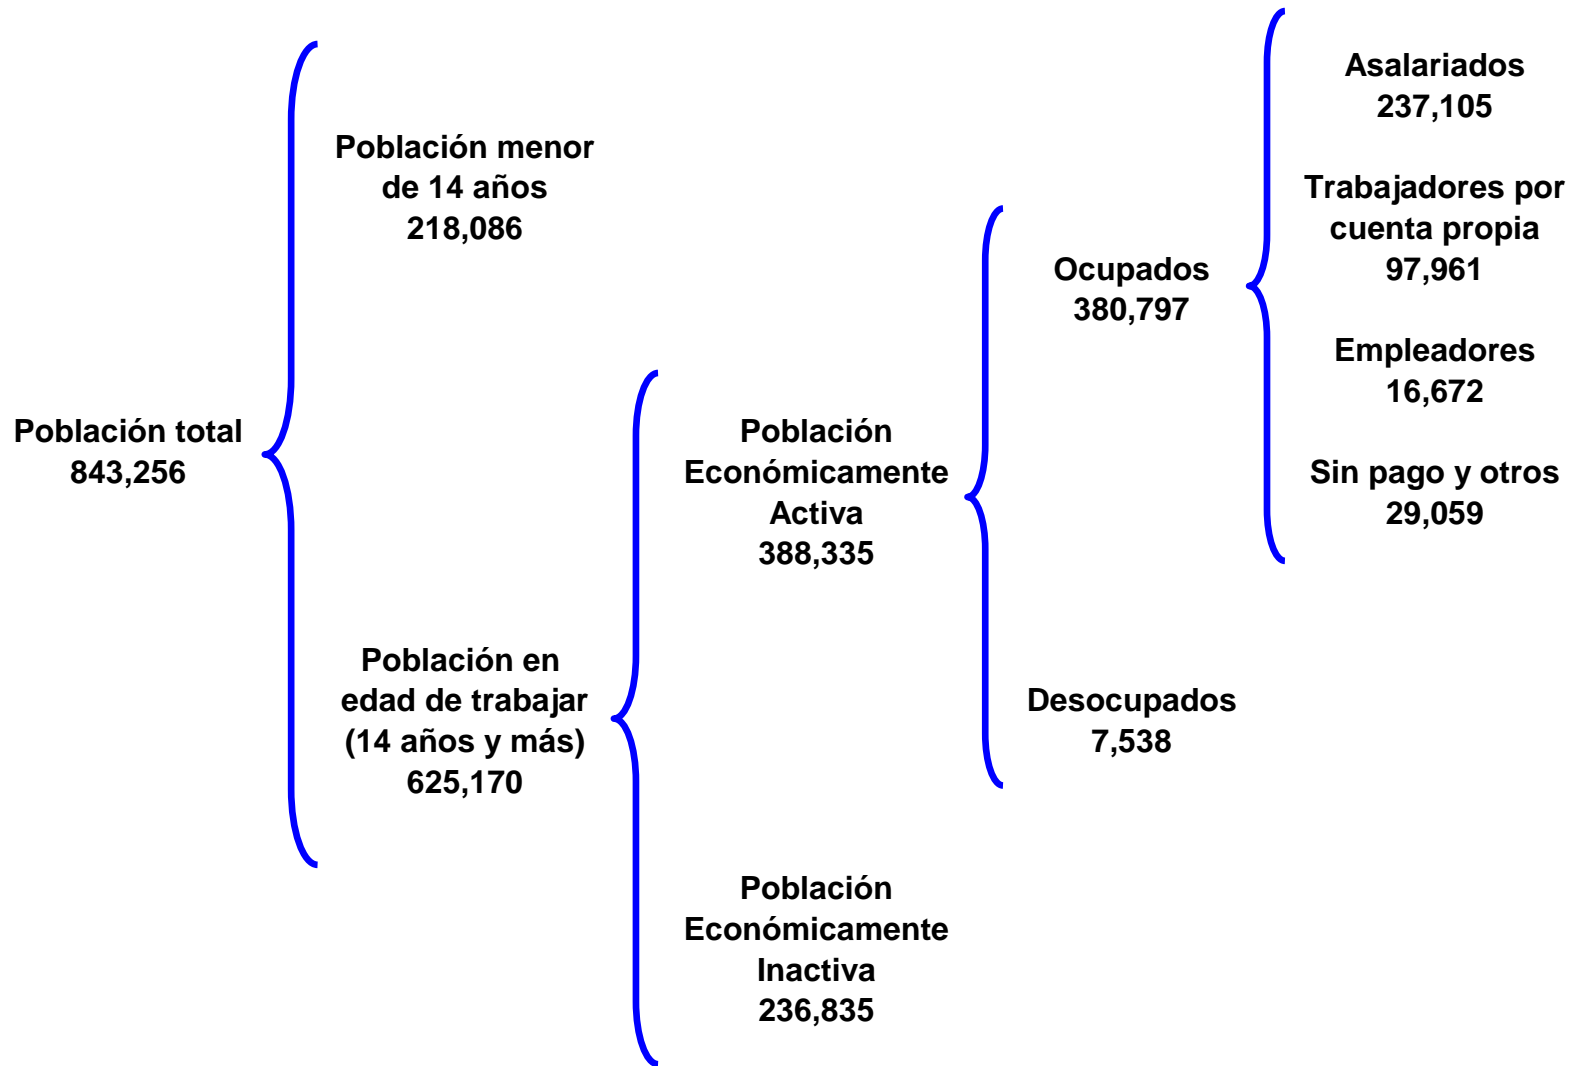 Población total
843,256
Población menor
de 14 años
218,086
Población en
edad de trabajar
(14 años y más)
625,170
Población
Económicamente
Activa
388,335
Población
Económicamente
Inactiva
236,835
Ocupados
380,797
Desocupados
7,538
Asalariados
237,105
Trabajadores por
cuenta propia
97,961
Empleadores
16,672
Sin pago y otros
29,059